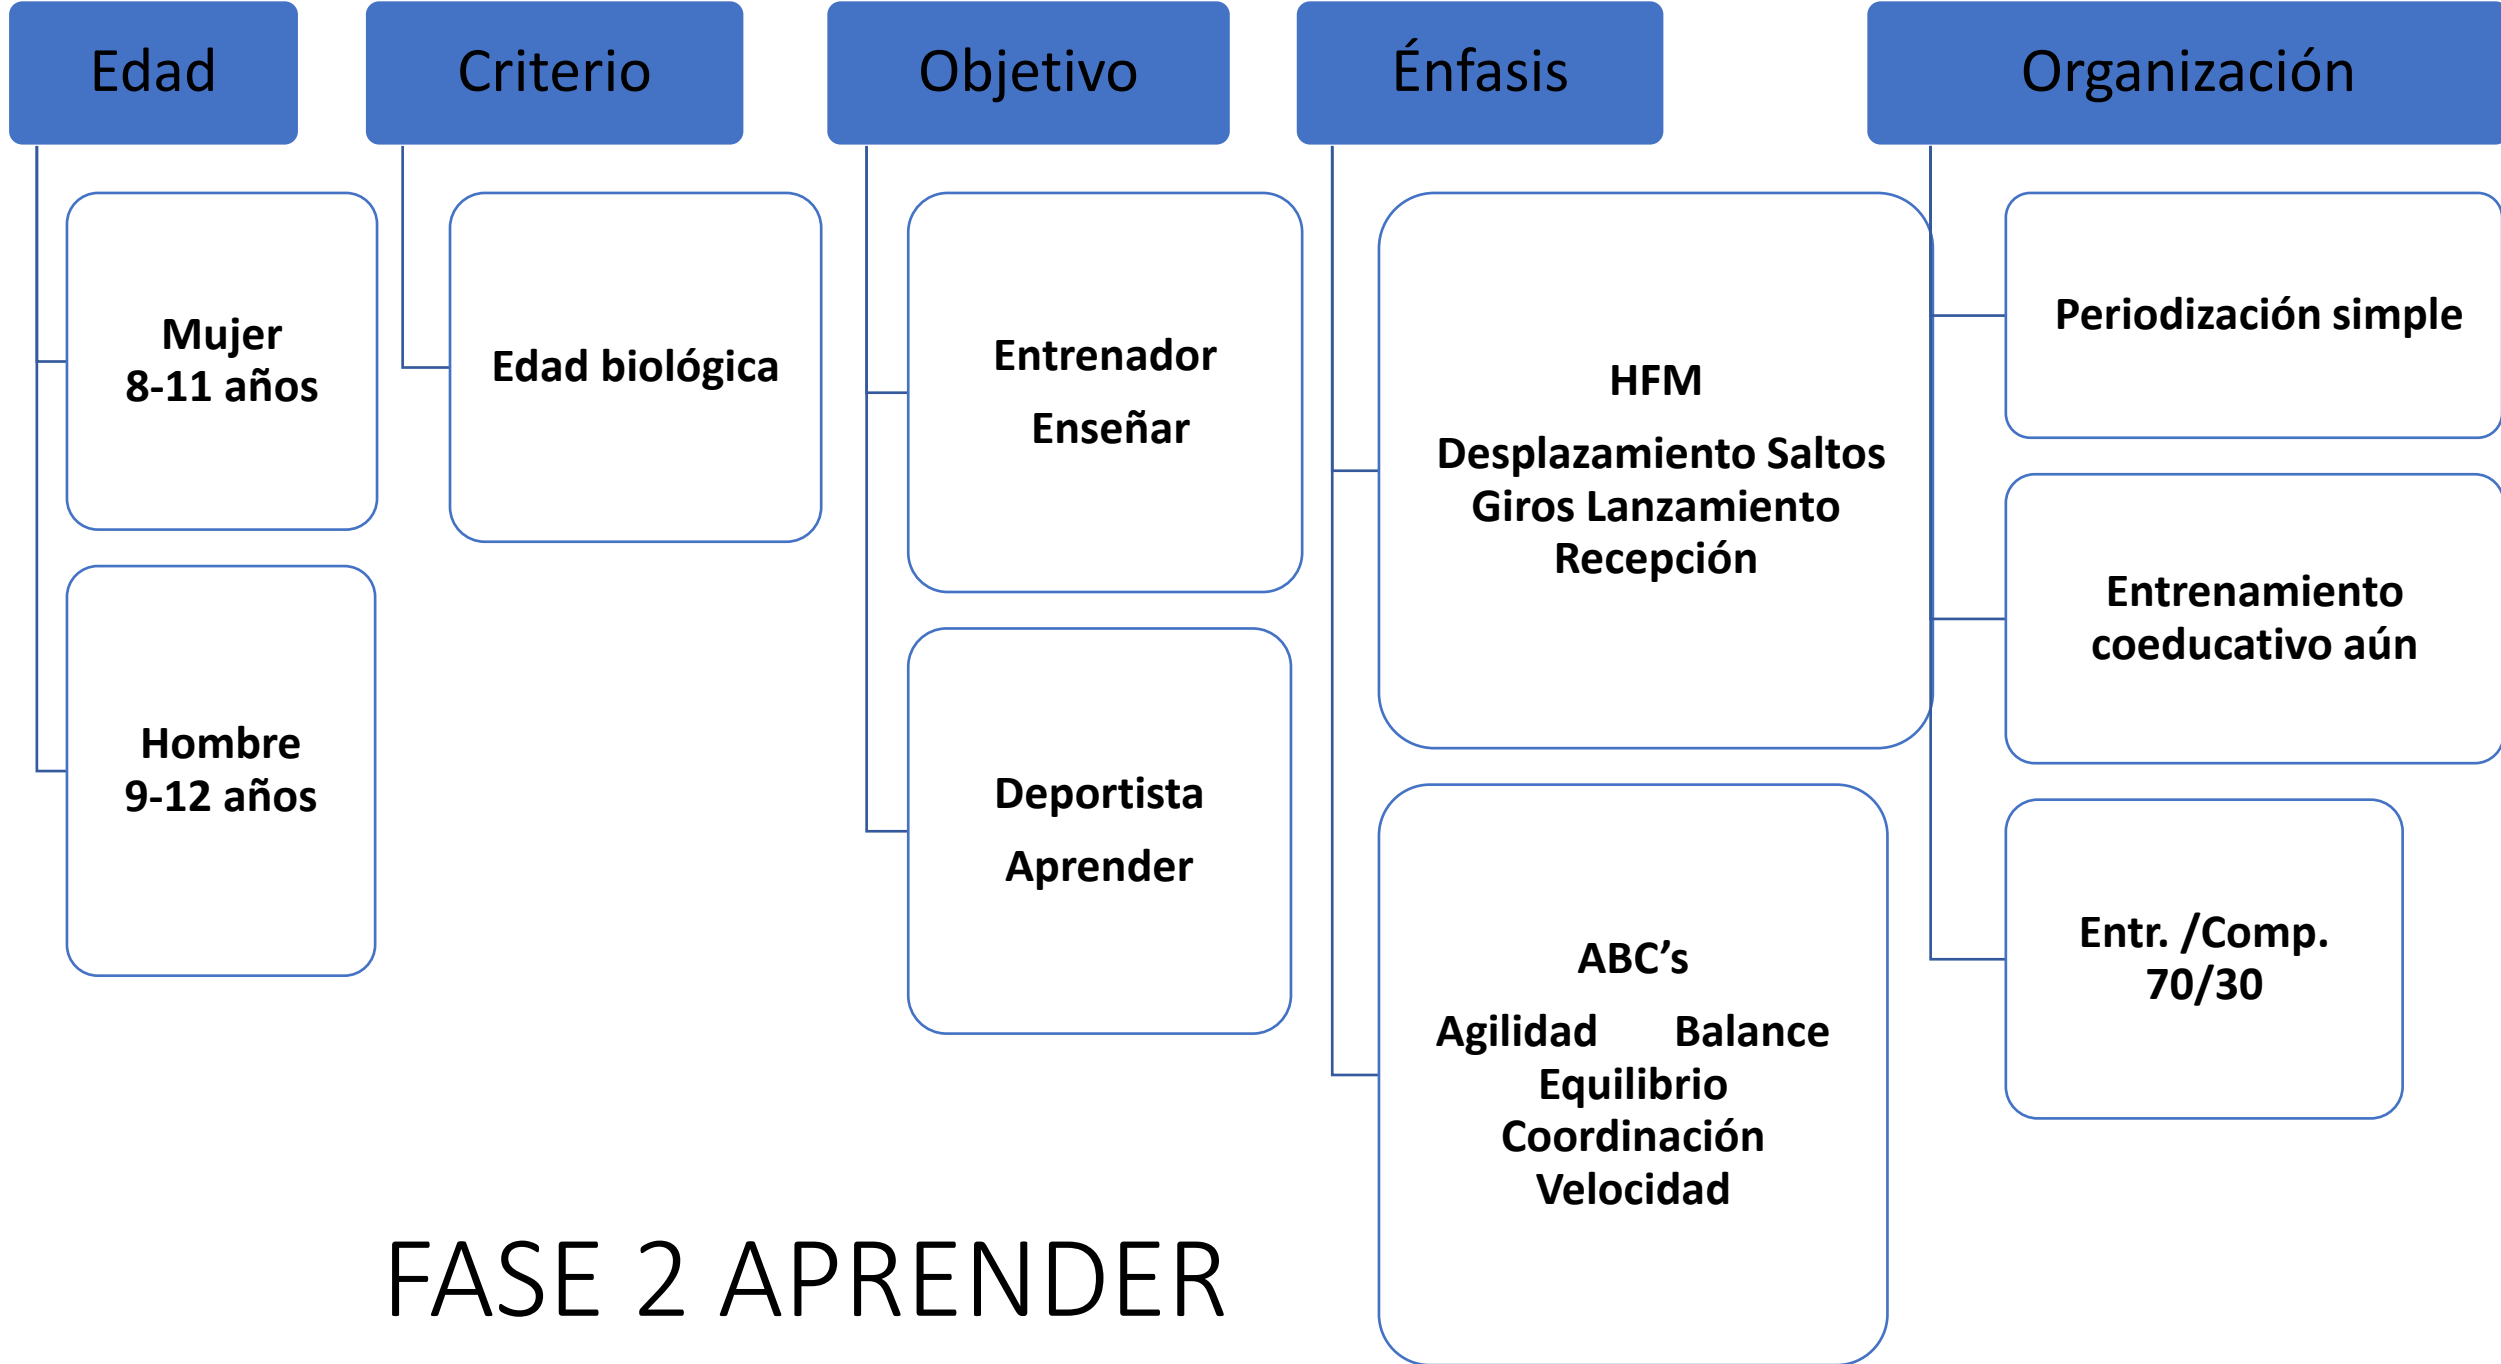 Edad
Mujer
8-11 años
Hombre
9-12 años
Criterio
Edad biológica
Objetivo
Entrenador
Enseñar
Deportista
Aprender
Énfasis
HFM
Desplazamiento Saltos
Giros Lanzamiento
Recepción
ABC’s
Agilidad Balance
Equilibrio
Coordinación
Velocidad
Organización
Periodización simple
Entrenamiento
coeducativo aún
Entr. /Comp.
70/30
FASE 2 APRENDER